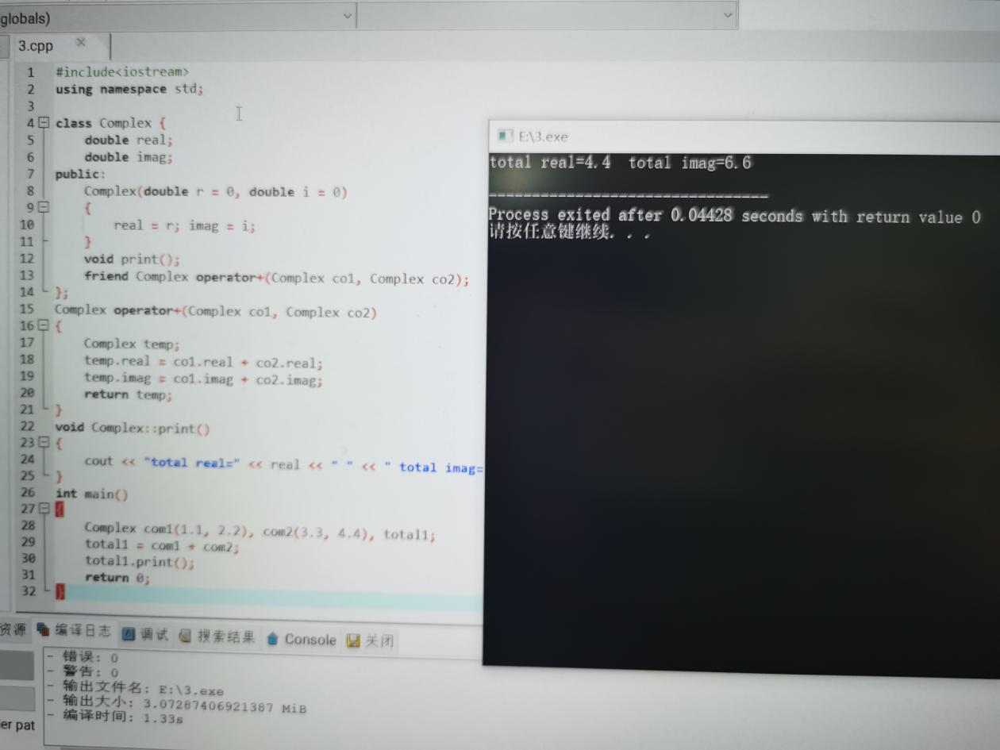 globals)
3.cpp
1 #include<iostream>
2 using namespace std;
3
4 class Complex {
5 double real;
6 double imag;
7 public:
8 Complex(double r = 0, double i = 0)
9 {
10 real = r; imag = i;
11 }
12 void print();
13 friend Complex operator+(Complex co1, Complex co2);
14 };
15 Complex operator+(Complex co1, Complex co2)
16 {
17 Complex temp;
18 temp.real = co1.real + co2.real;
19 temp.imag = co1.imag + co2.imag;
20 return temp;
21 }
22 void Complex::print()
23 {
24 cout << "total real=" << real << " " << " total imag=
25 }
26 int main()
27 {
28 Complex com1(1.1, 2.2), com2(3.3, 4.4), total1;
29 total1 = com1 + com2;
30 total1.print();
31 return 0;
32 }
E:\3.exe
total real=4.4  total imag=6.6
--------------------------------
Process exited after 0.04428 seconds with return value 0
请按任意键继续. . .
资源 编译日志 调试 搜索结果 Console 关闭
- 错误: 0
- 警告: 0
- 输出文件名: E:\3.exe
- 输出大小: 3.07287406921387 MiB
- 编译时间: 1.33s
er pat